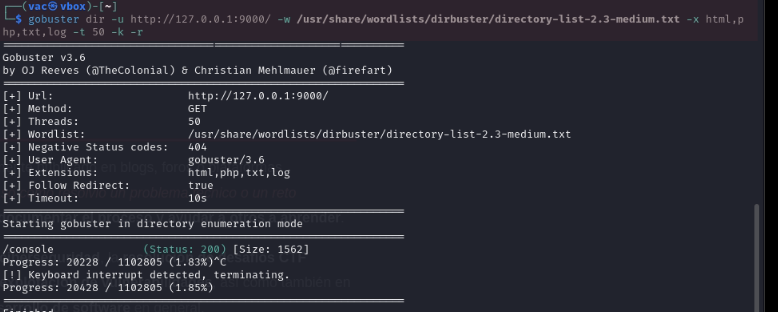 ┌──(vac㉿vbox)-[~]
└─$ gobuster dir -u http://127.0.0.1:9000/ -w /usr/share/wordlists/dirbuster/directory-list-2.3-medium.txt -x html,p
hp,txt,log -t 50 -k -r
===============================================================
Gobuster v3.6
by OJ Reeves (@TheColonial) & Christian Mehlmauer (@firefart)
===============================================================
[+] Url:                     http://127.0.0.1:9000/
[+] Method:                  GET
[+] Threads:                 50
[+] Wordlist:                /usr/share/wordlists/dirbuster/directory-list-2.3-medium.txt
[+] Negative Status codes:   404
[+] User Agent:              gobuster/3.6
[+] Extensions:              html,php,txt,log
[+] Follow Redirect:         true
[+] Timeout:                 10s
===============================================================
Starting gobuster in directory enumeration mode
===============================================================
/console              (Status: 200) [Size: 1562]
Progress: 20228 / 1102805 (1.83%)^C
[!] Keyboard interrupt detected, terminating.
Progress: 20428 / 1102805 (1.85%)
===============================================================
Finished